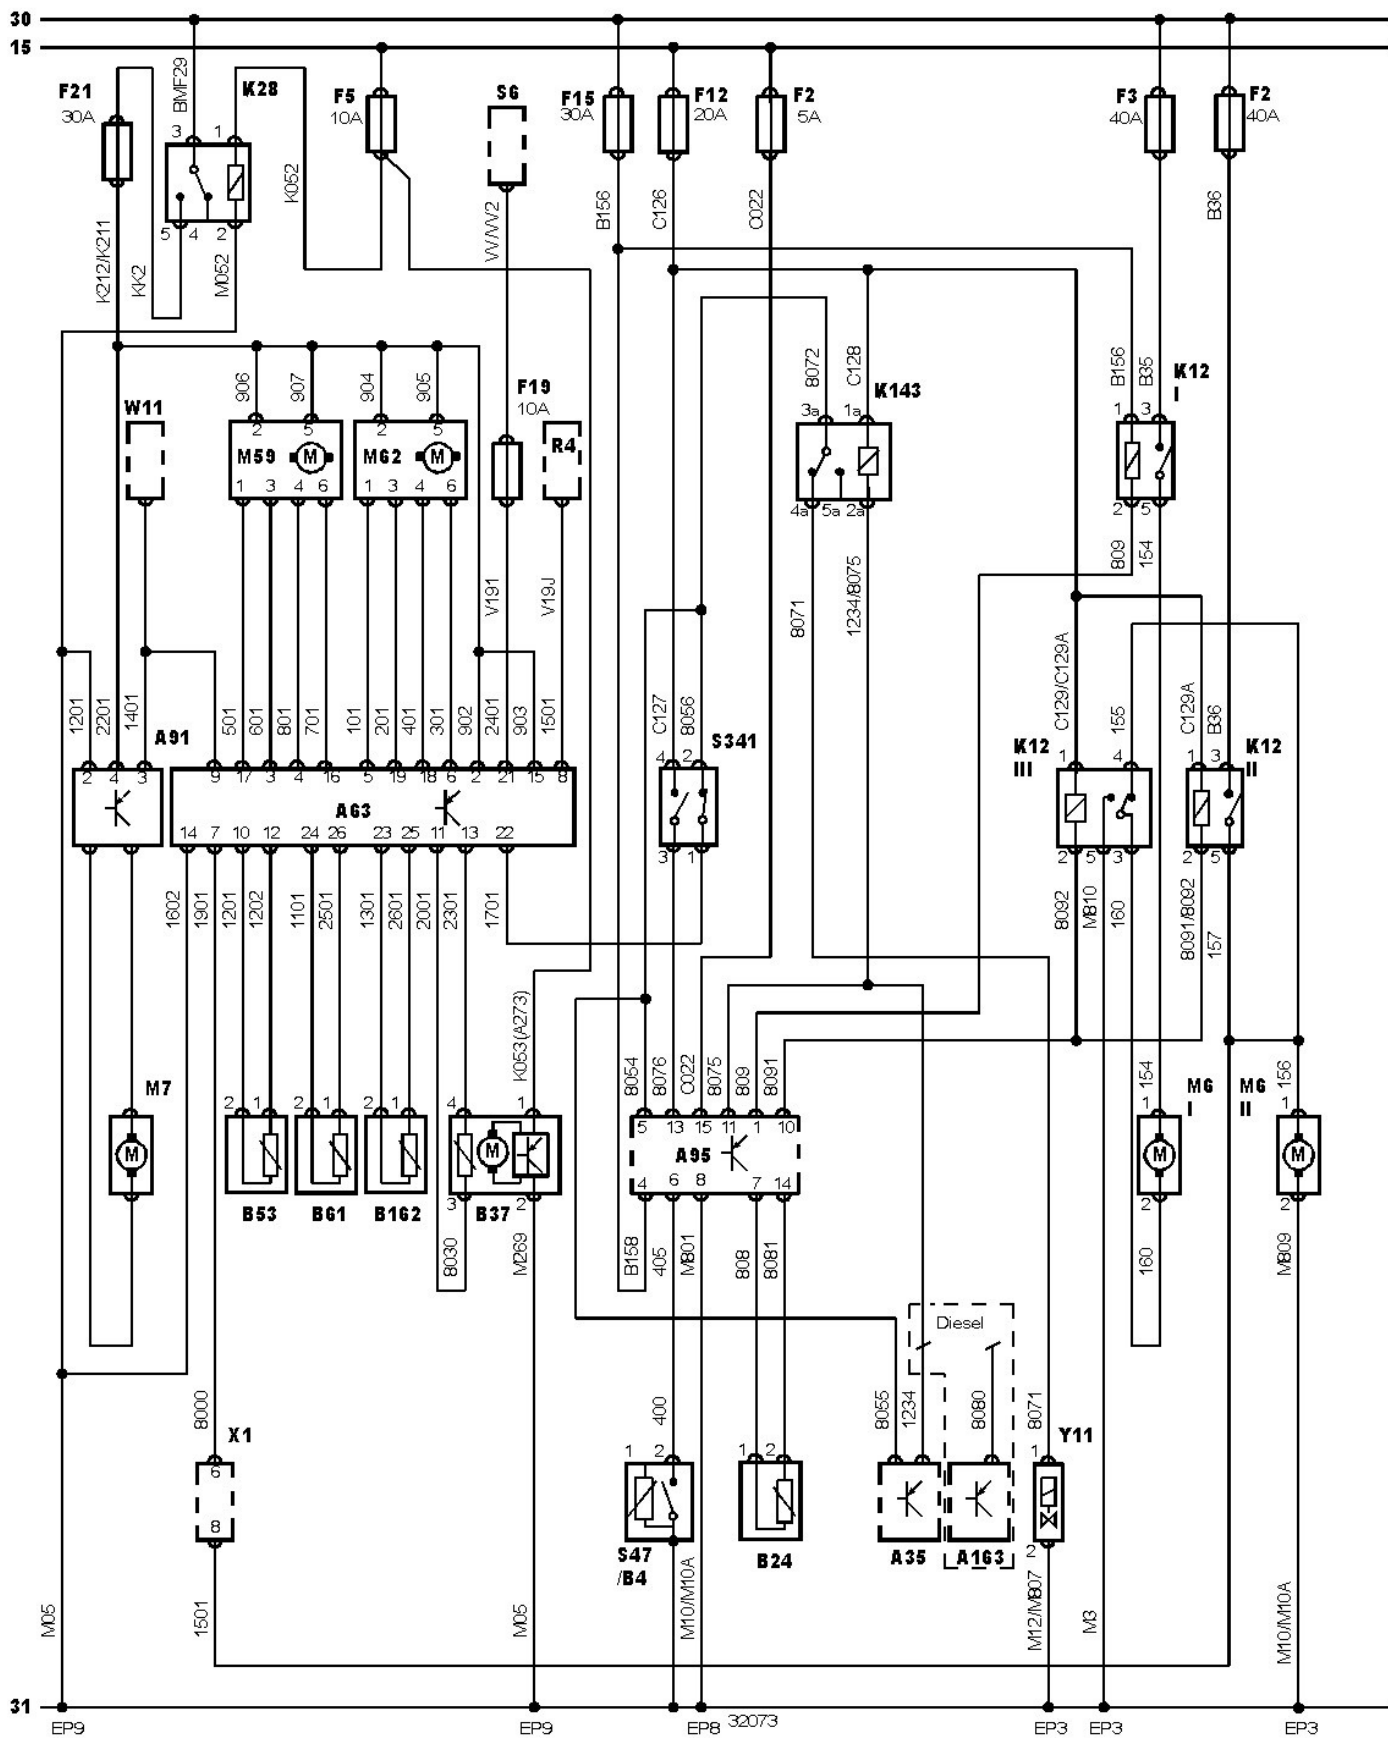 30
15
F21
30A
BMF29
K28
3
1
5
4
2
K052
F5
10A
S6
VV/VV2
F15
30A
F12
20A
F2
5A
F3
40A
F2
40A
B156
C126
C022
B36
K212/K211
KK2
M052
906
907
904
905
8072
C128
K143
B156
B35
K12
I
W11
F19
10A
R4
3a
1a
1
3
2
5
M59
M
2
5
M62
M
1
3
4
6
1
3
4
6
4a
5a
2a
2
5
809
154
V191
V19J
8071
1234/8075
1201
2201
1401
501
601
801
701
101
201
401
301
902
2401
903
1501
C127
8056
C129/C129A
155
C129A
B36
A91
S341
K12
III
K12
II
4
2
1
4
1
3
2
4
3
9
17
3
4
16
5
19
18
6
2
21
15
8
A63
14
7
10
12
24
26
23
25
11
13
22
3
1
2
5
3
2
5
1602
1901
1201
1202
1101
2501
1301
2601
2001
2301
1701
8092
M810
160
8091/8092
157
K053(A273)
8054
8076
C022
8075
809
8091
154
156
M7
M6
I
M6
II
2
1
2
1
2
1
4
1
1
1
5
13
15
11
1
10
M
M
A95
M
M
4
6
8
7
14
B53
B61
B162
3
B37
2
2
2
8030
M269
B158
405
M801
808
8081
160
M809
Diesel
8000
400
8055
1234
8080
8071
X1
6
8
1
2
1
2
1
Y11
2
S47
/B4
B24
A35
A163
M05
1501
M05
M10/M10A
M12/M807
M3
M10/M10A
31
EP9
EP9
EP8
32073
EP3
EP3
EP3